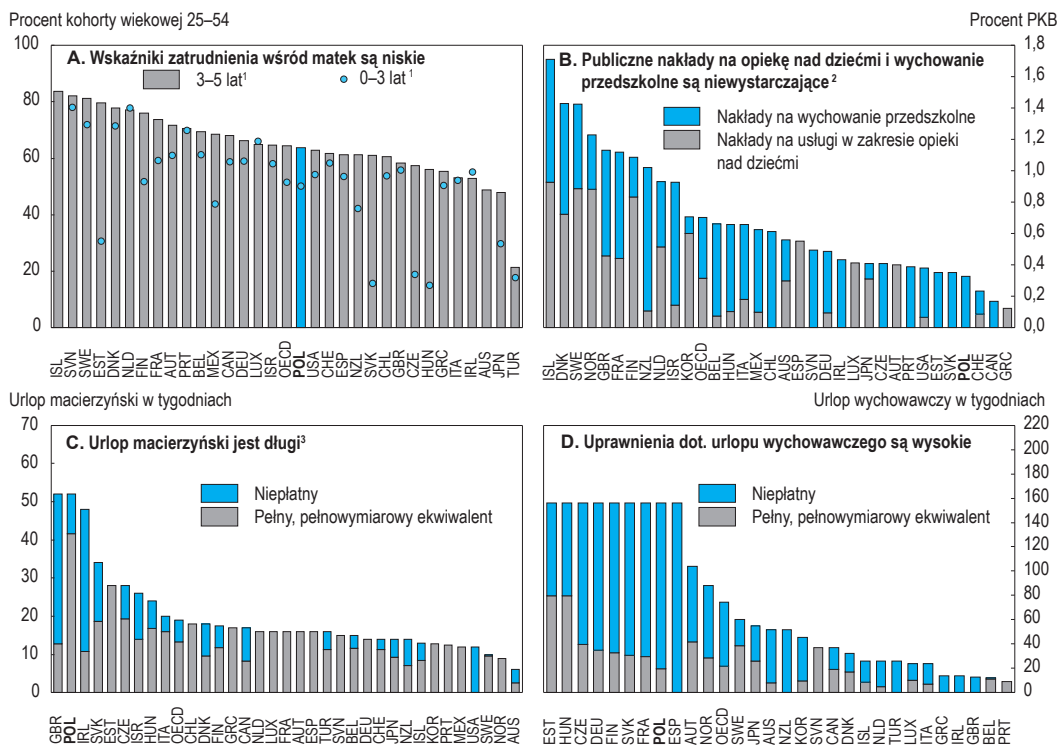 Procent kohorty wiekowej 25–54
A. Wskaźniki zatrudnienia wśród matek są niskie
3–5 lat¹
0–3 lat ¹
100
80
60
40
20
0
ISL SVN SWE EST DNK NLD FIN FRA AUT PRT BEL MEX CAN DEU LUX ISR OECD POL USA CHE ESP NZL SVK CHL GBR CZE HUN GRC ITA IRL AUS JPN TUR
Procent PKB
B. Publiczne nakłady na opiekę nad dziećmi i wychowanie
przedszkolne są niewystarczające ²
Nakłady na wychowanie przedszkolne
Nakłady na usługi w zakresie opieki
nad dziećmi
1,8
1,6
1,4
1,2
1,0
0,8
0,6
0,4
0,2
0,0
ISL DNK SWE NOR GBR FRA FIN NZL NLD ISR KOR OECD BEL HUN ITA MEX CHL AUS ESP SVN DEU IRL LUX JPN CZE AUT PRT USA EST SVK POL CHE CAN GRC
Urlop macierzyński w tygodniach
C. Urlop macierzyński jest długi³
Niepłatny
Pełny, pełnowymiarowy ekwiwalent
70
60
50
40
30
20
10
0
GBR POL IRL SVK EST CZE ISR HUN ITA OECD CHL DNK FIN GRC CAN NLD LUX FRA AUT ESP TUR SVN BEL DEU CHE JPN NZL ISL KOR PRT MEX USA SWE NOR AUS
Urlop wychowawczy w tygodniach
D. Uprawnienia dot. urlopu wychowawczego są wysokie
Niepłatny
Pełny, pełnowymiarowy ekwiwalent
220
200
180
160
140
120
100
80
60
40
20
0
EST HUN CZE DEU FIN SVK FRA POL ESP AUT NOR OECD SWE JPN AUS NZL KOR SVN CAN DNK ISL NLD TUR LUX ITA GRC IRL GBR BEL PRT